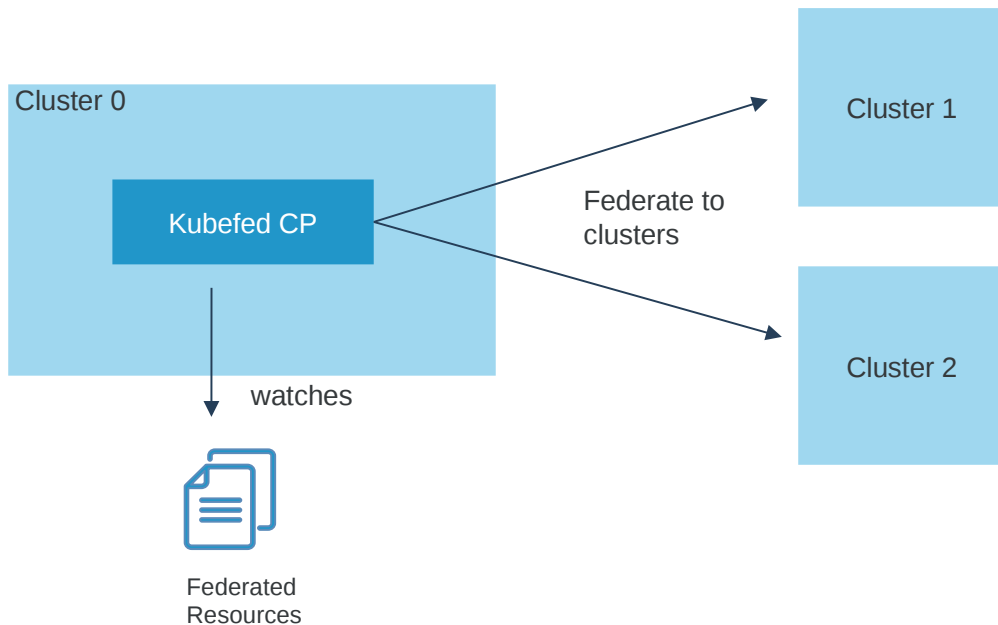 Cluster 0
Kubefed CP
Cluster 1
Federate to
clusters
Cluster 2
watches
Federated
Resources